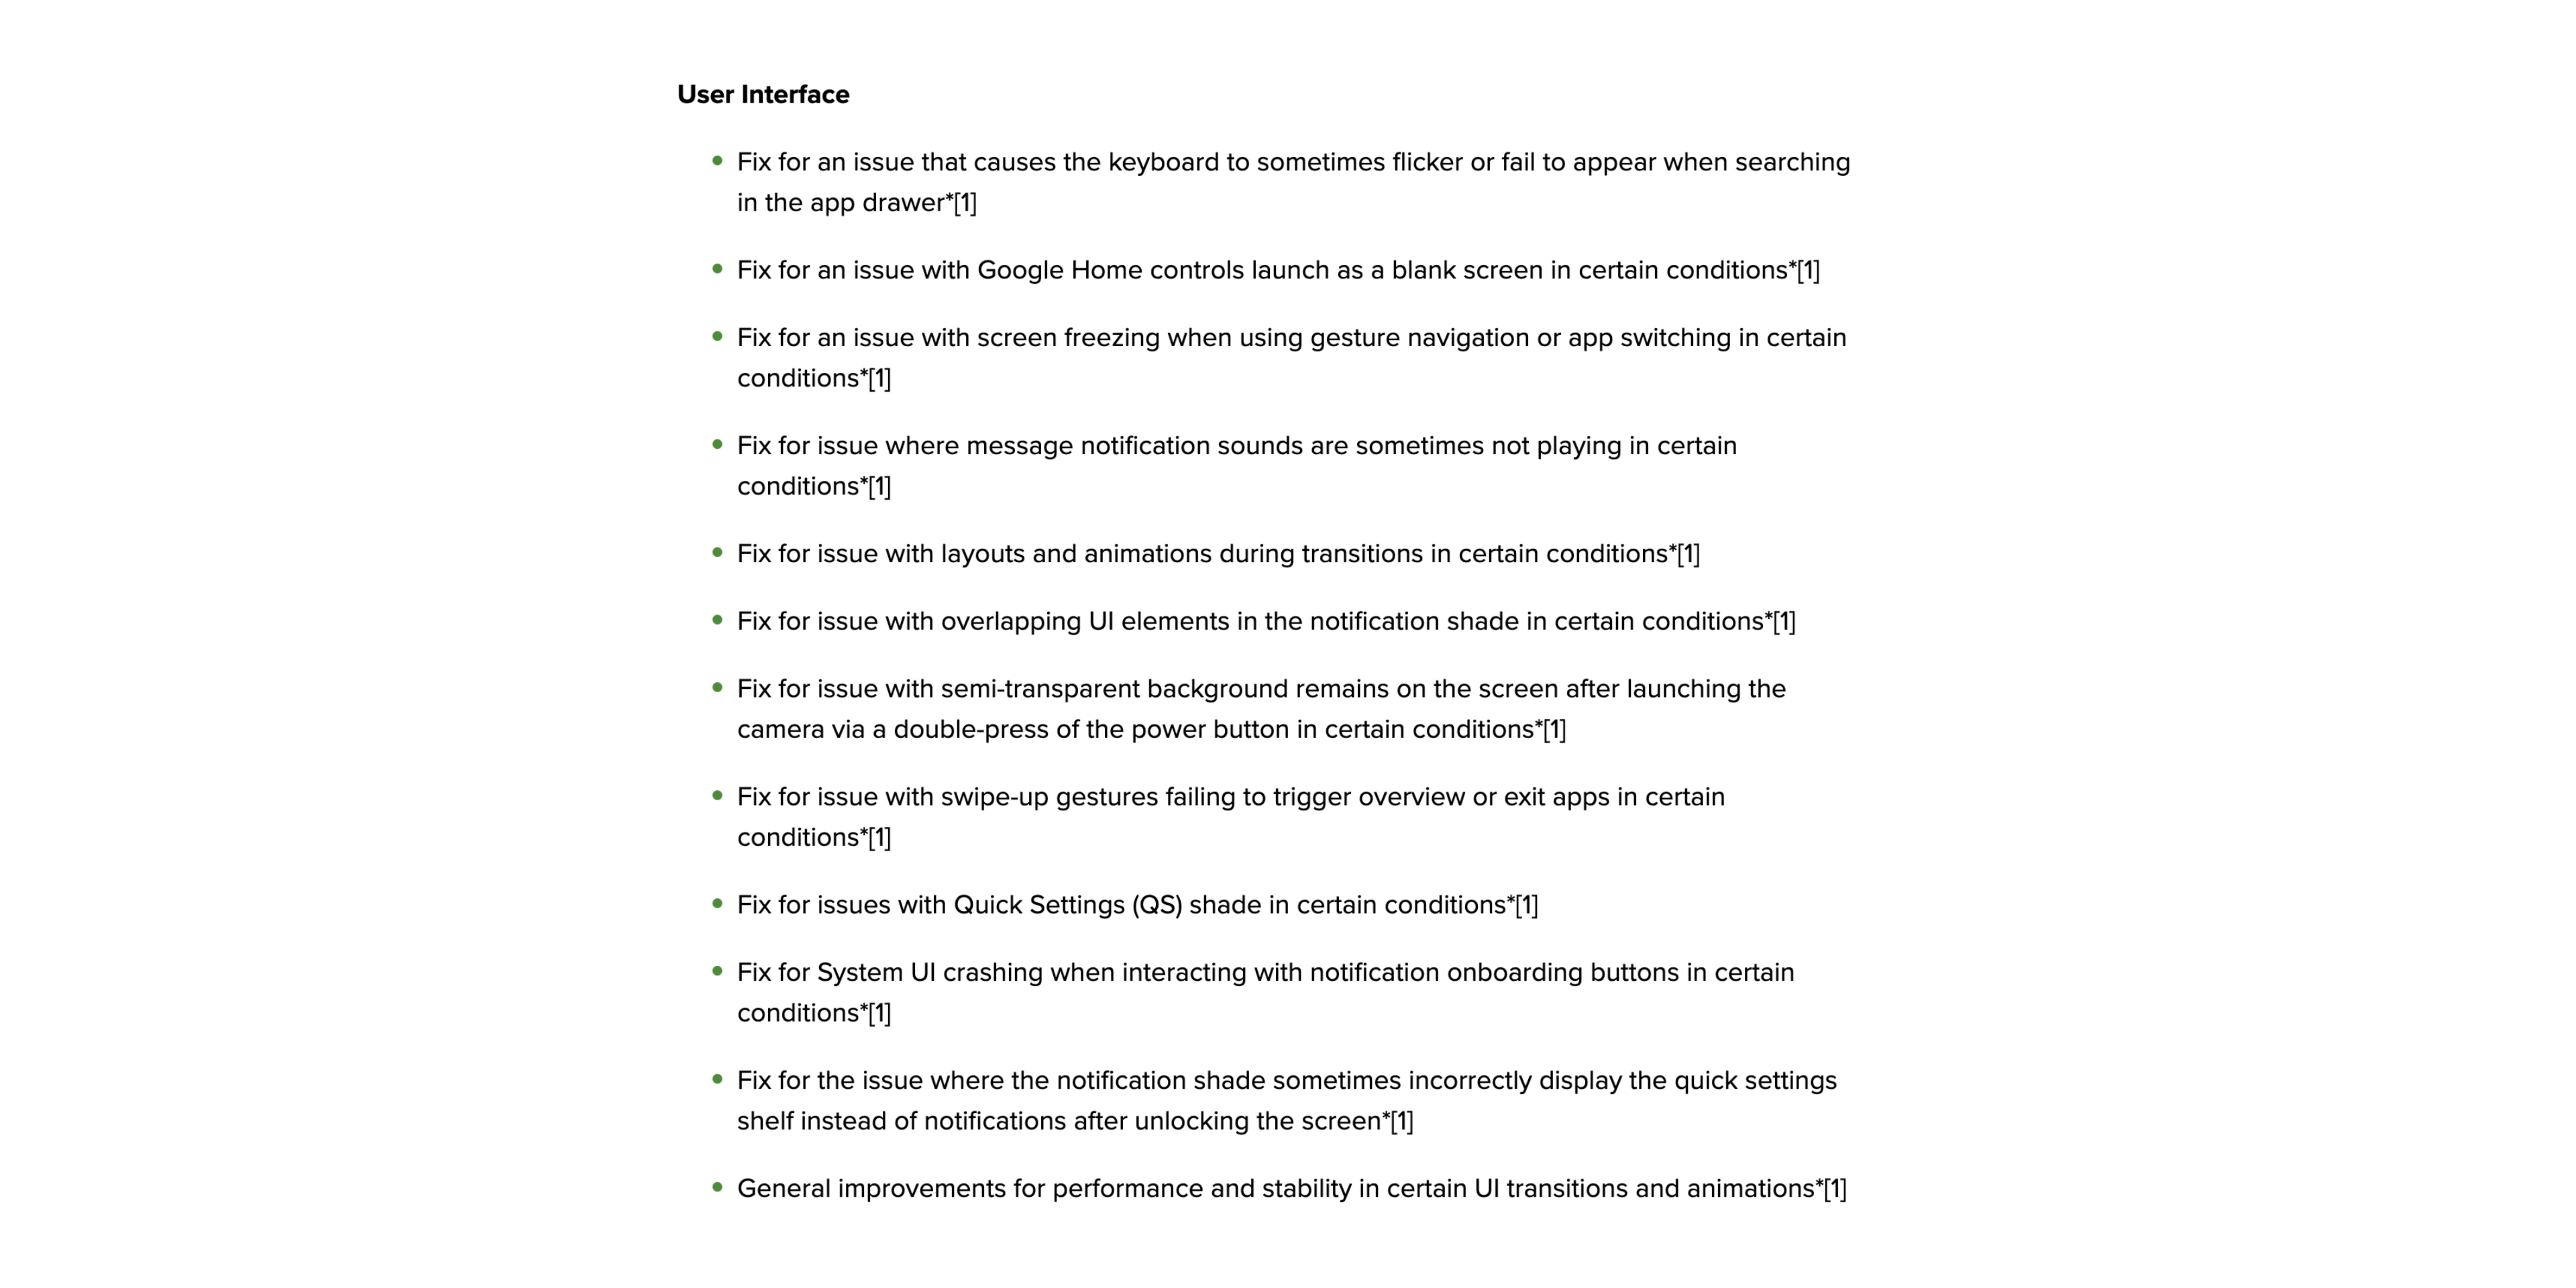 User Interface
Fix for an issue that causes the keyboard to sometimes flicker or fail to appear when searching
in the app drawer*[1]
Fix for an issue with Google Home controls launch as a blank screen in certain conditions*[1]
Fix for an issue with screen freezing when using gesture navigation or app switching in certain
conditions*[1]
Fix for issue where message notification sounds are sometimes not playing in certain
conditions*[1]
Fix for issue with layouts and animations during transitions in certain conditions*[1]
Fix for issue with overlapping UI elements in the notification shade in certain conditions*[1]
Fix for issue with semi-transparent background remains on the screen after launching the
camera via a double-press of the power button in certain conditions*[1]
Fix for issue with swipe-up gestures failing to trigger overview or exit apps in certain
conditions*[1]
Fix for issues with Quick Settings (QS) shade in certain conditions*[1]
Fix for System UI crashing when interacting with notification onboarding buttons in certain
conditions*[1]
Fix for the issue where the notification shade sometimes incorrectly display the quick settings
shelf instead of notifications after unlocking the screen*[1]
General improvements for performance and stability in certain UI transitions and animations*[1]